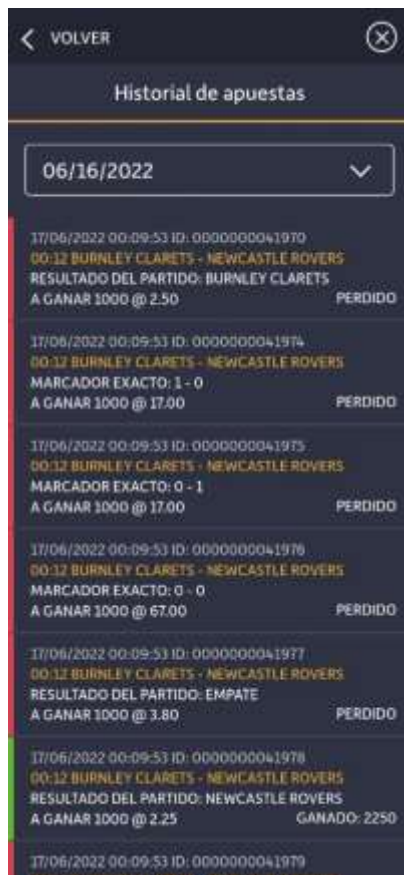 VOLVER
Historial de apuestas
06/16/2022
17/06/2022 00:09:53 ID: 0000000041970
00:12 BURNLEY CLARETS - NEWCASTLE ROVERS
RESULTADO DEL PARTIDO: BURNLEY CLARETS
A GANAR 1000 @ 2.50 PERDIDO
17/06/2022 00:09:53 ID: 0000000041974
00:12 BURNLEY CLARETS - NEWCASTLE ROVERS
MARCADOR EXACTO: 1 - 0
A GANAR 1000 @ 17.00 PERDIDO
17/06/2022 00:09:53 ID: 0000000041975
00:12 BURNLEY CLARETS - NEWCASTLE ROVERS
MARCADOR EXACTO: 0 - 1
A GANAR 1000 @ 17.00 PERDIDO
17/06/2022 00:09:53 ID: 0000000041976
00:12 BURNLEY CLARETS - NEWCASTLE ROVERS
MARCADOR EXACTO: 0 - 0
A GANAR 1000 @ 67.00 PERDIDO
17/06/2022 00:09:53 ID: 0000000041977
00:12 BURNLEY CLARETS - NEWCASTLE ROVERS
RESULTADO DEL PARTIDO: EMPATE
A GANAR 1000 @ 3.80 PERDIDO
17/06/2022 00:09:53 ID: 0000000041978
00:12 BURNLEY CLARETS - NEWCASTLE ROVERS
RESULTADO DEL PARTIDO: NEWCASTLE ROVERS
A GANAR 1000 @ 2.25 GANADO: 2250
17/06/2022 00:09:53 ID: 0000000041979